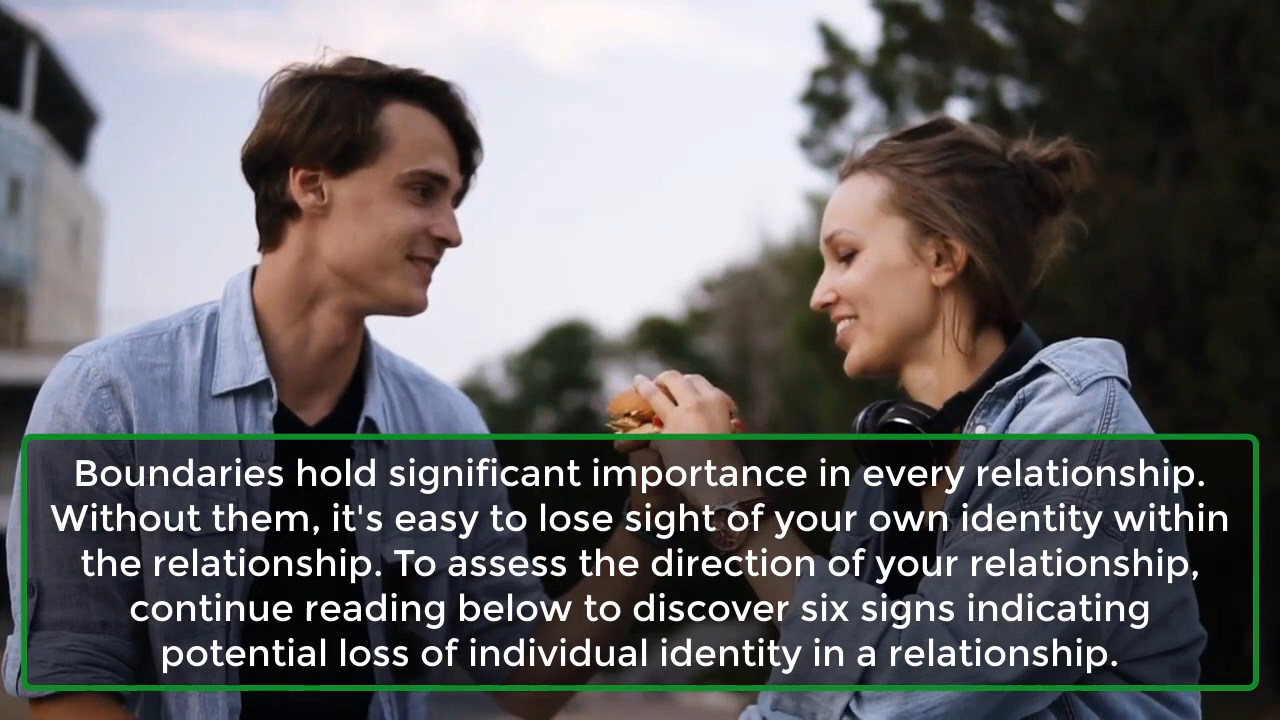 Boundaries hold significant importance in every relationship.
Without them, it's easy to lose sight of your own identity within
the relationship. To assess the direction of your relationship,
continue reading below to discover six signs indicating
potential loss of individual identity in a relationship.